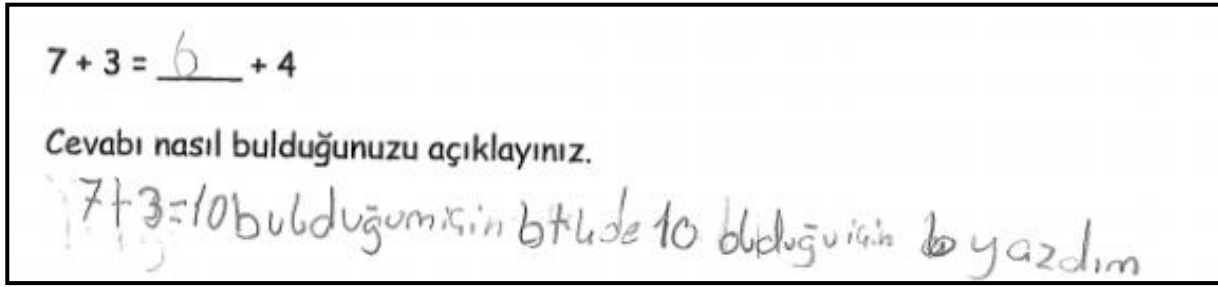 7 + 3 = 6 + 4
Cevabı nasıl bulduğunuzu açıklayınız.
7+3=10 bulduğum için 6+4 de 10 olduğu için 6 yazdım